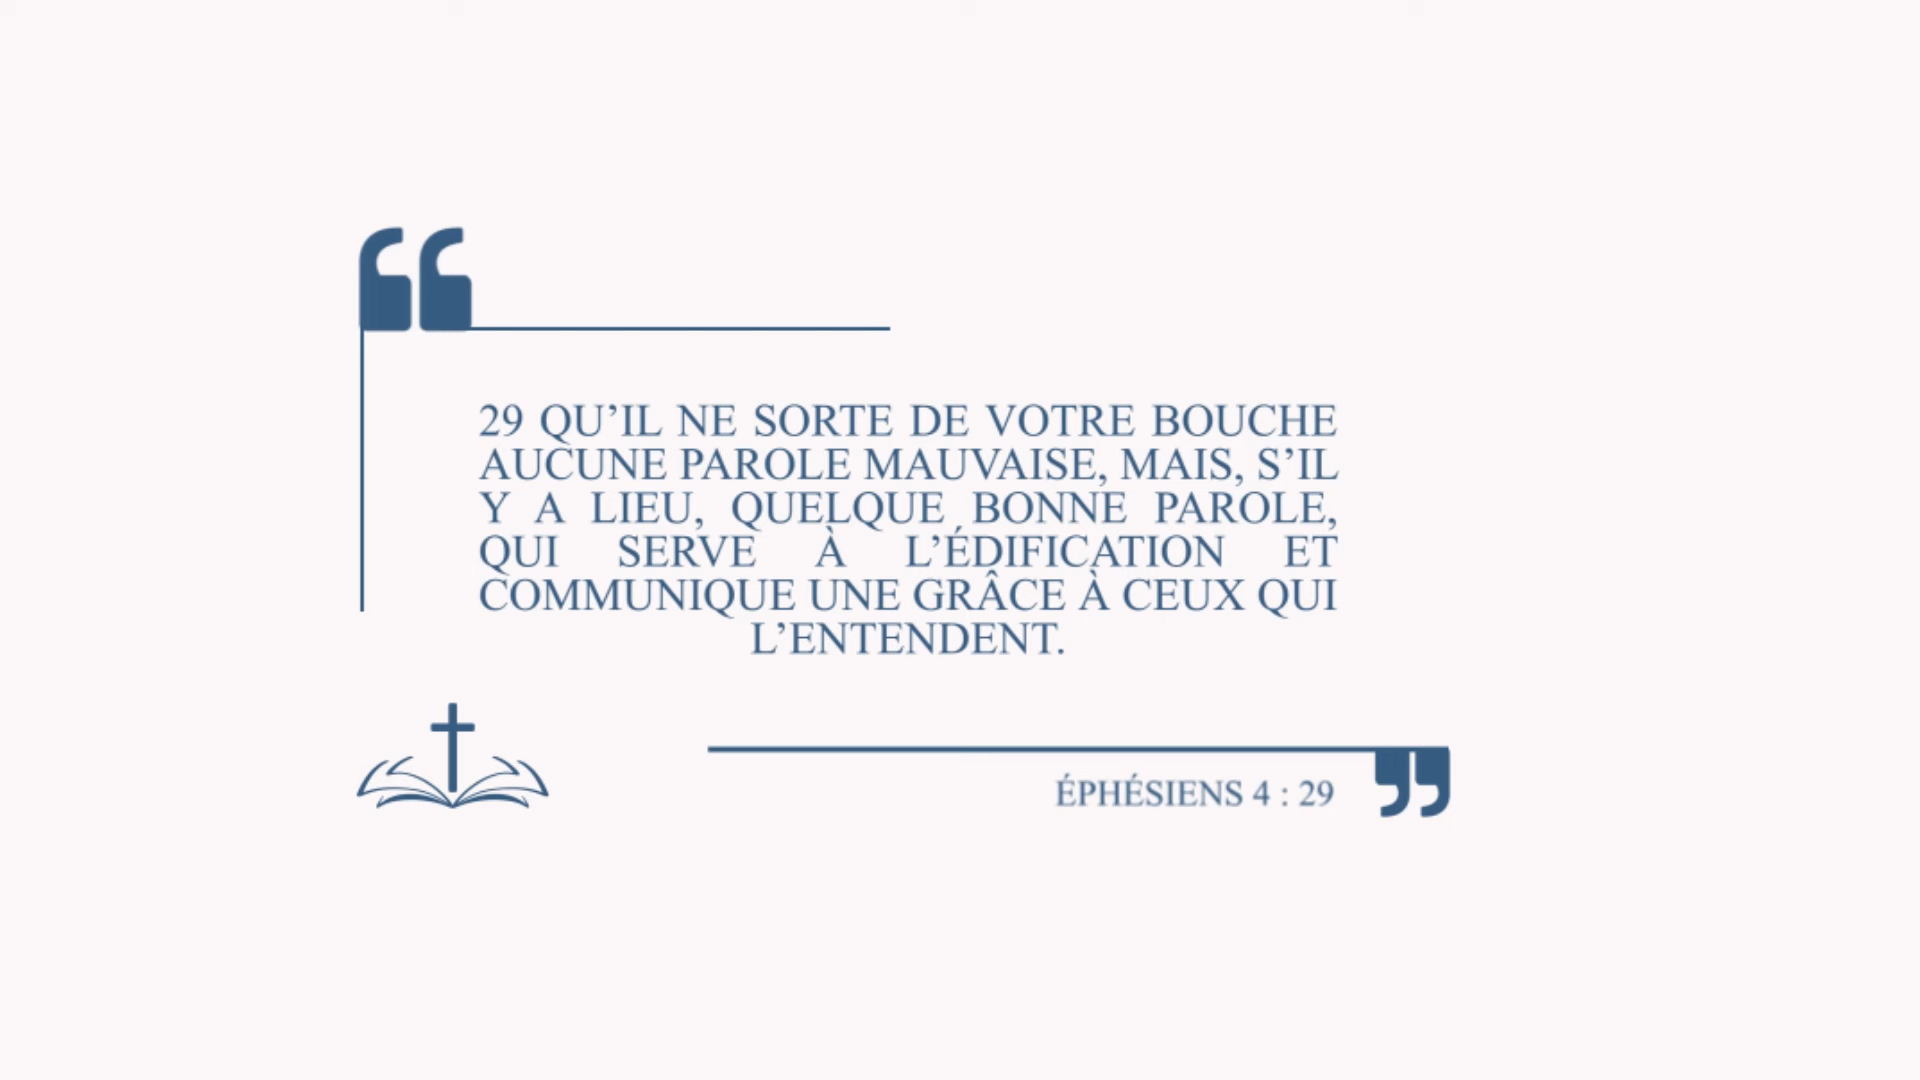 29 QU’IL NE SORTE DE VOTRE BOUCHE
AUCUNE PAROLE MAUVAISE, MAIS, S’IL
Y A LIEU, QUELQUE BONNE PAROLE,
QUI SERVE À L’ÉDIFICATION ET
COMMUNIQUE UNE GRÂCE À CEUX QUI
L’ENTENDENT.
ÉPHÉSIENS 4 : 29